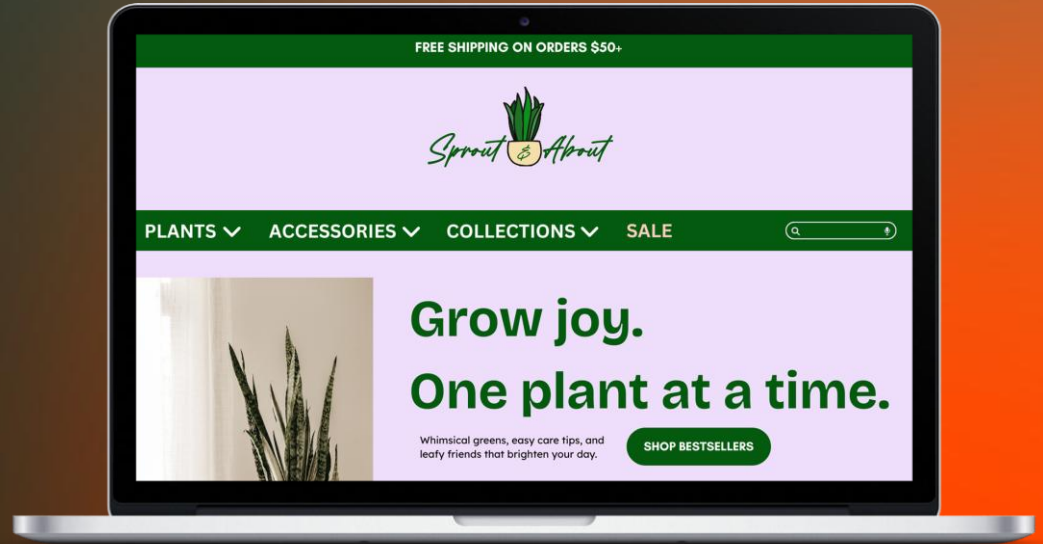 FREE SHIPPING ON ORDERS $50+
Sprout & About
PLANTS ACCESSORIES COLLECTIONS SALE
Grow joy.
One plant at a time.
Whimsical greens, easy care tips, and
leafy friends that brighten your day.
SHOP BESTSELLERS